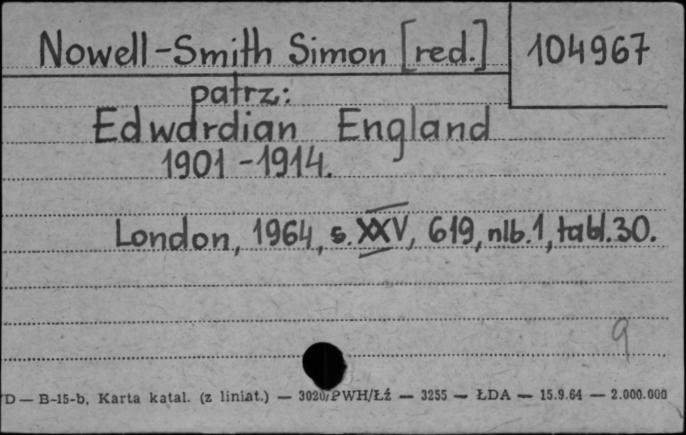 Nowell-Smith Simon [red.]
104967
patrz:
Edwardian England
1901-1914.
London, 1964, s. XXV, 619, nlb. 1, tabl. 30.
9
D — B-15-b. Karta katal. (z liniat.) — 3020/PWH/Łź — 3255 — ŁDA — 15.9.64 — 2.000.000